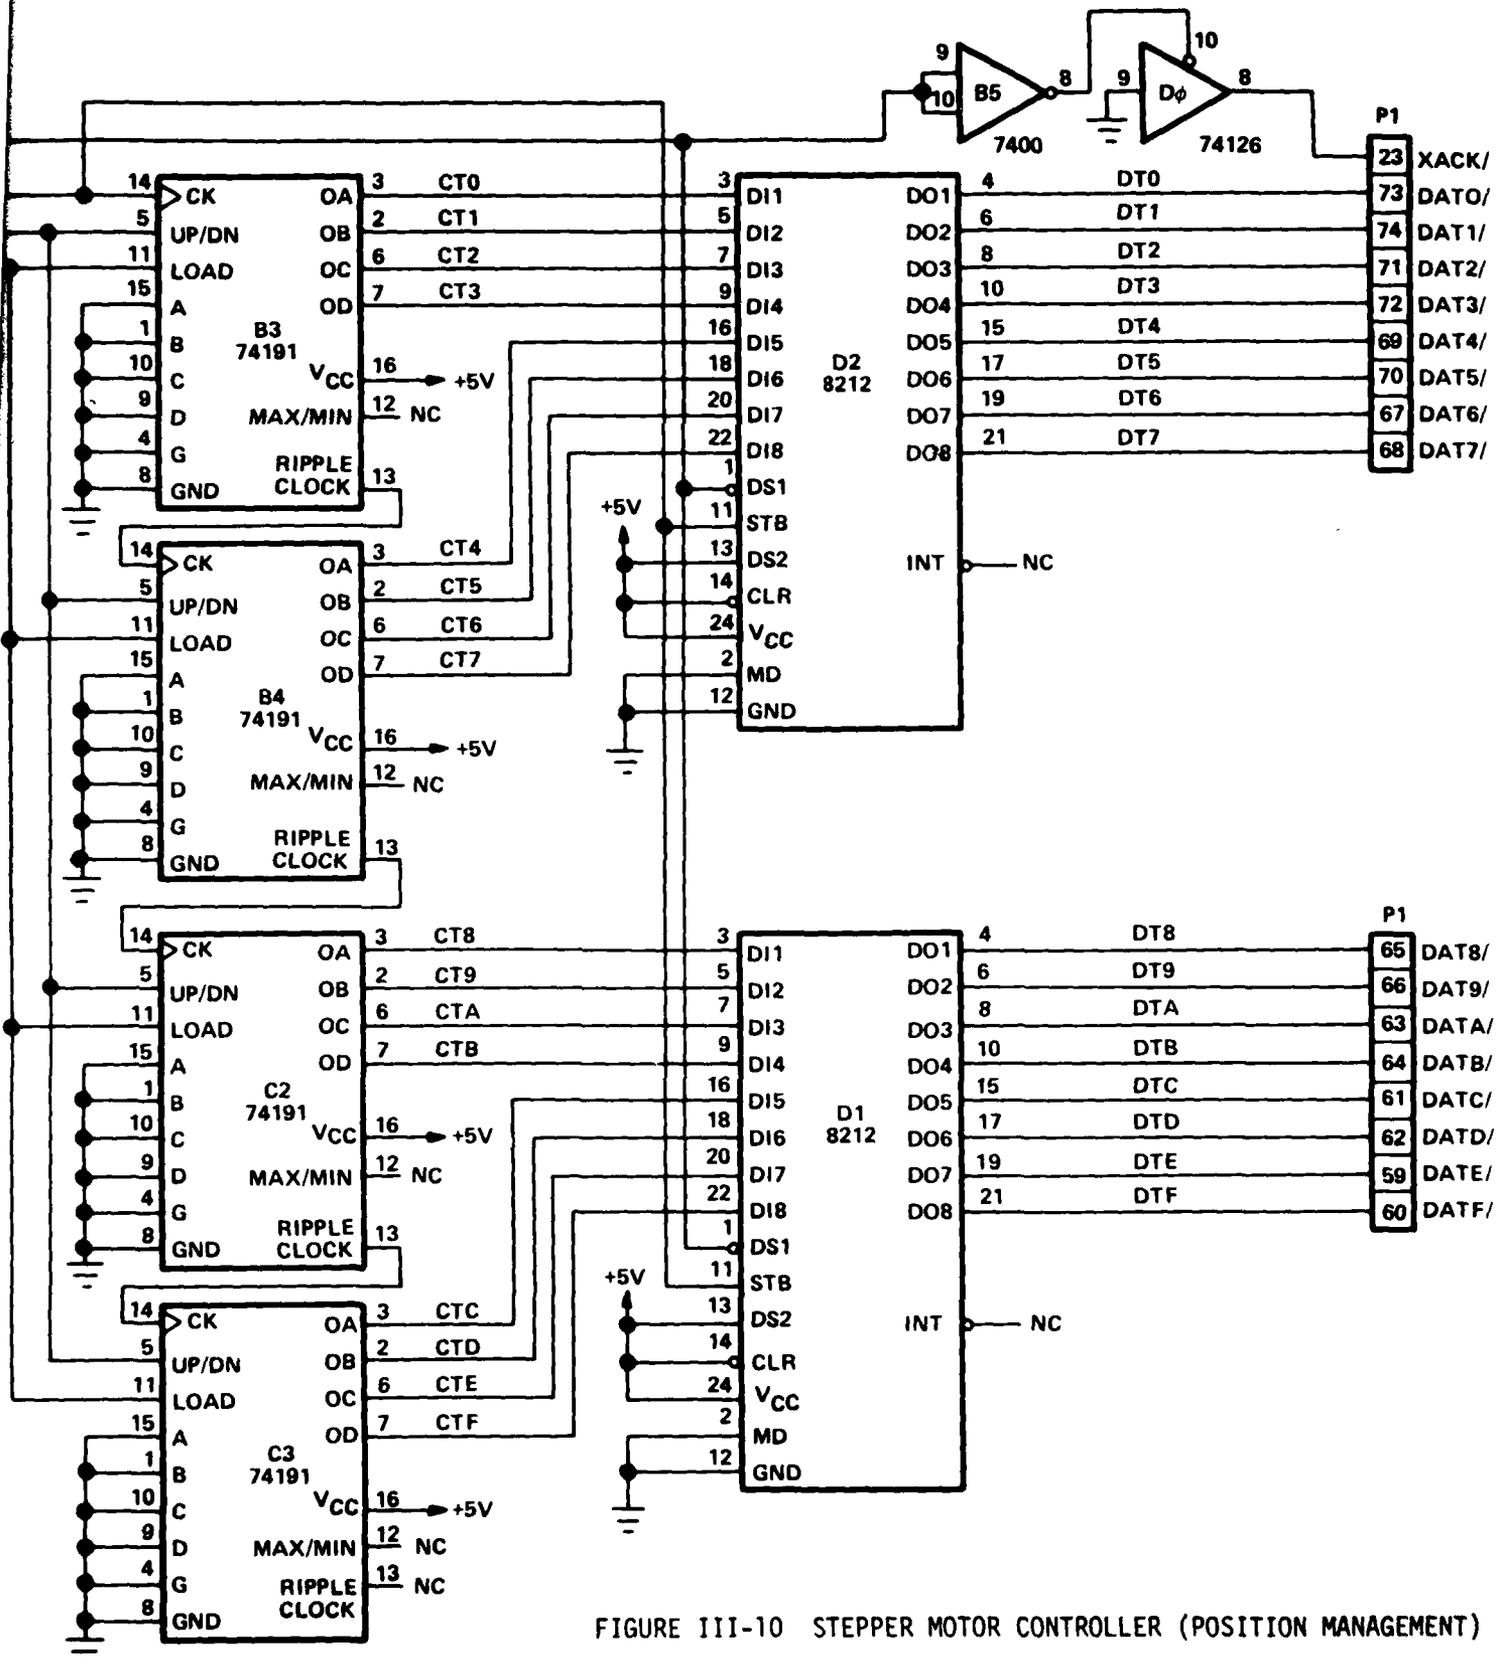 9
10
B5
8
7400
10
9
Dϕ
8
74126
P1
23 XACK/
14 CK OA 3 CT0 3 DI1 DO1 4 DT0 73 DAT0/
5 UP/DN OB 2 CT1 5 DI2 DO2 6 DT1 74 DAT1/
11 LOAD OC 6 CT2 7 DI3 DO3 8 DT2 71 DAT2/
15 A OD 7 CT3 9 DI4 DO4 10 DT3 72 DAT3/
1 B B3 74191 16 DI5 DO5 15 DT4 69 DAT4/
10 C VCC 16 +5V 18 DI6 D2 8212 DO6 17 DT5 70 DAT5/
9 D MAX/MIN 12 NC 20 DI7 DO7 19 DT6 67 DAT6/
4 G 22 DI8 DO8 21 DT7 68 DAT7/
8 GND RIPPLE CLOCK 13 1 DS1
+5V 11 STB
14 CK OA 3 CT4 13 DS2 INT NC
5 UP/DN OB 2 CT5 14 CLR
11 LOAD OC 6 CT6 24 VCC
15 A OD 7 CT7 2 MD
1 B B4 74191 12 GND
10 C VCC 16 +5V
9 D MAX/MIN 12 NC
4 G
8 GND RIPPLE CLOCK 13
P1
14 CK OA 3 CT8 3 DI1 DO1 4 DT8 65 DAT8/
5 UP/DN OB 2 CT9 5 DI2 DO2 6 DT9 66 DAT9/
11 LOAD OC 6 CTA 7 DI3 DO3 8 DTA 63 DATA/
15 A OD 7 CTB 9 DI4 DO4 10 DTB 64 DATB/
1 B C2 74191 16 DI5 D1 8212 DO5 15 DTC 61 DATC/
10 C VCC 16 +5V 18 DI6 DO6 17 DTD 62 DATD/
9 D MAX/MIN 12 NC 20 DI7 DO7 19 DTE 59 DATE/
4 G 22 DI8 DO8 21 DTF 60 DATF/
8 GND RIPPLE CLOCK 13 1 DS1
+5V 11 STB
14 CK OA 3 CTC 13 DS2 INT NC
5 UP/DN OB 2 CTD 14 CLR
11 LOAD OC 6 CTE 24 VCC
15 A OD 7 CTF 2 MD
1 B C3 74191 12 GND
10 C VCC 16 +5V
9 D MAX/MIN 12 NC
4 G RIPPLE CLOCK 13 NC
8 GND
FIGURE III-10 STEPPER MOTOR CONTROLLER (POSITION MANAGEMENT)